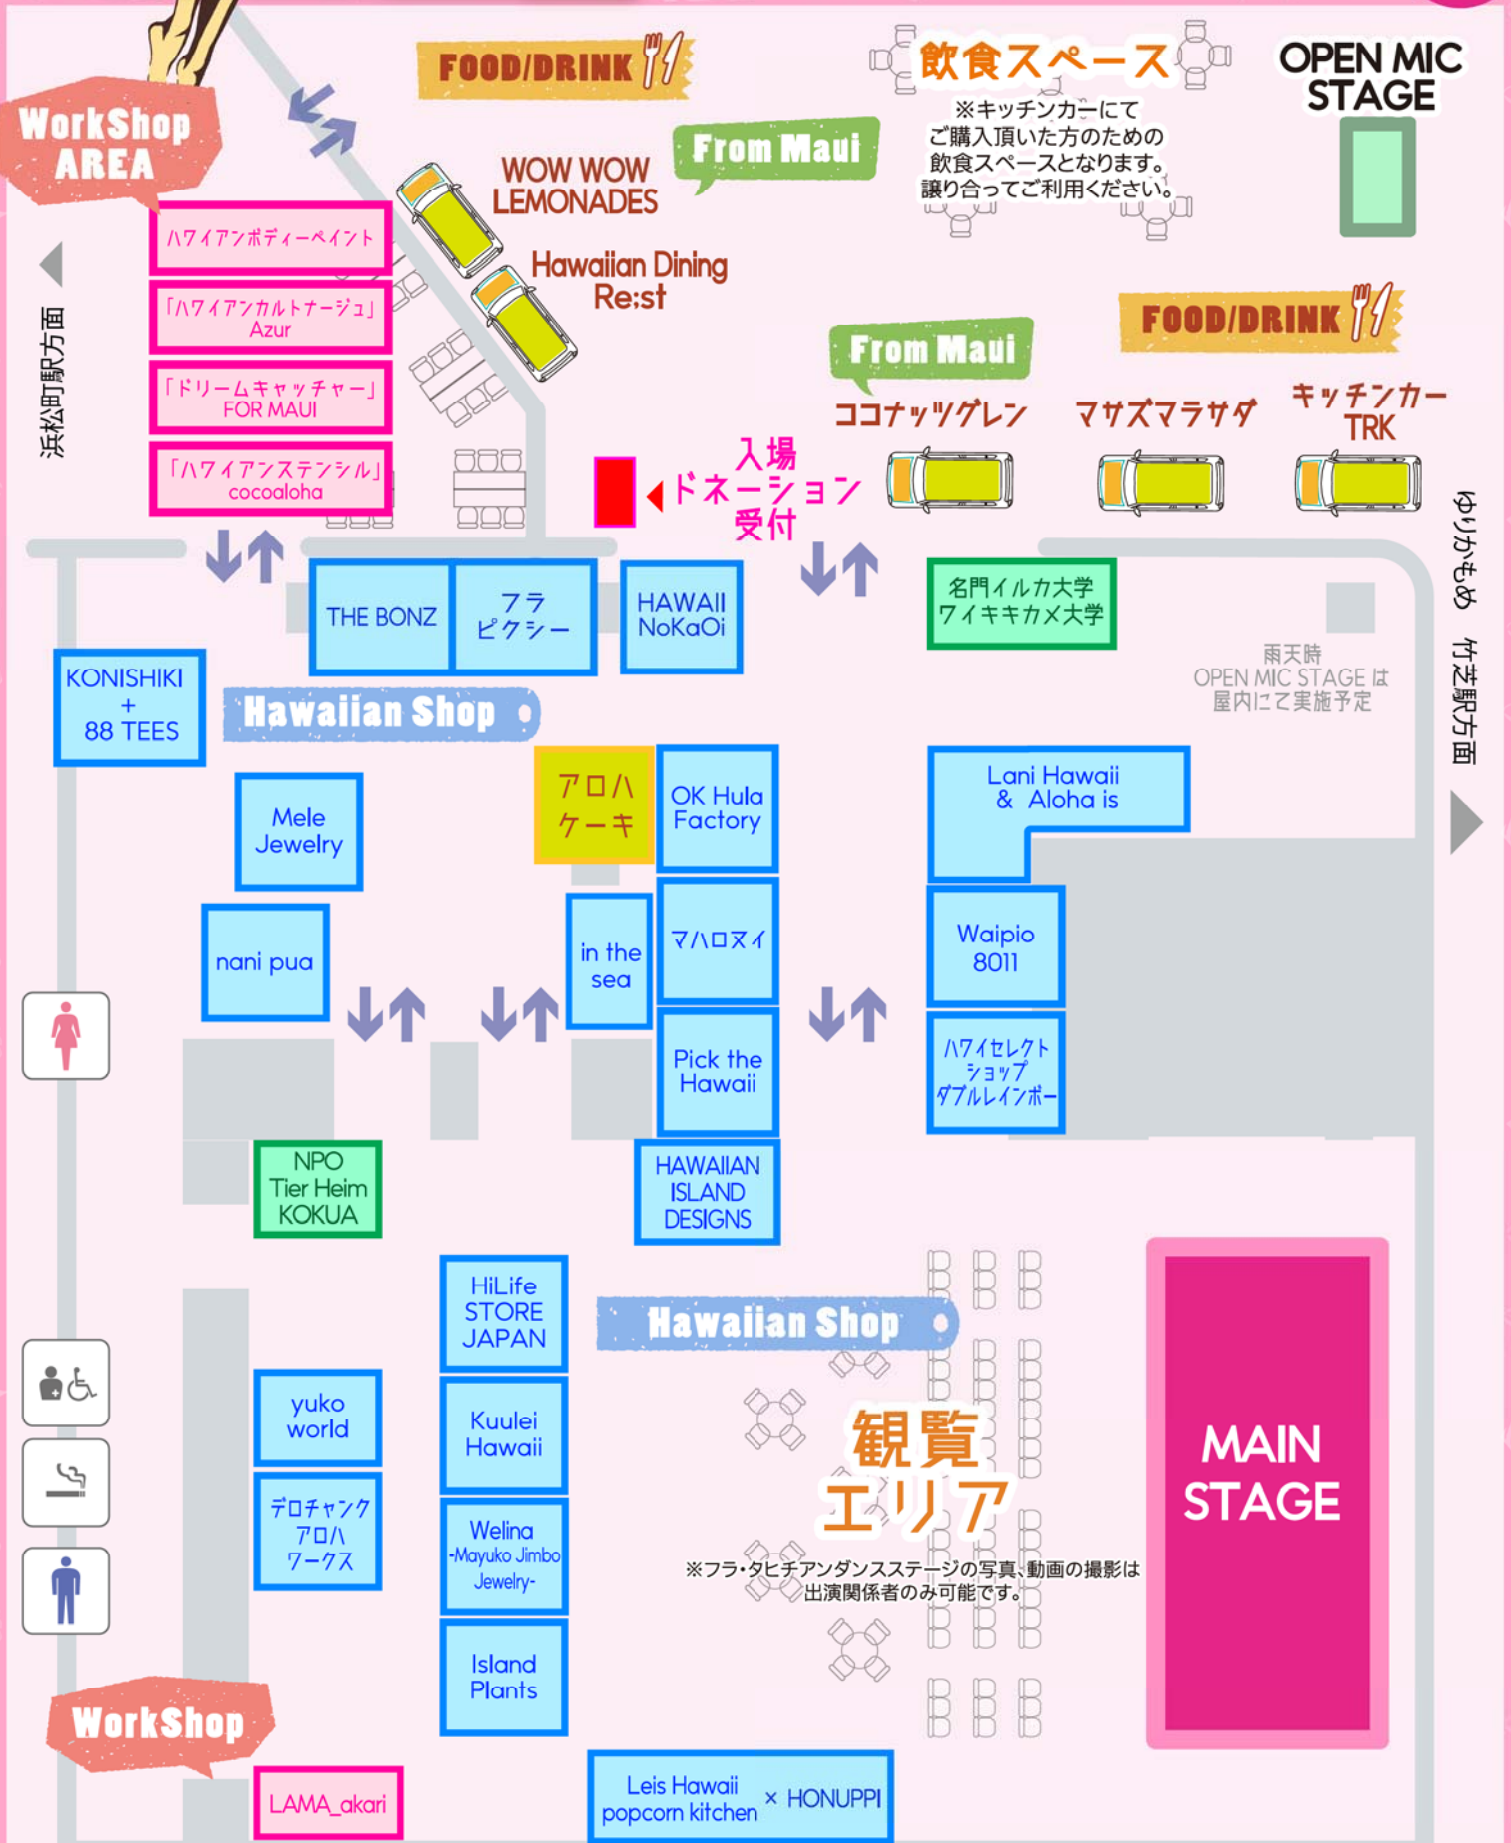 FOOD/DRINK
飲食スペース
※キッチンカーにて
ご購入頂いた方のための
飲食スペースとなります。
譲り合ってご利用ください。
OPEN MIC
STAGE
WorkShop
AREA
From Maui
WOW WOW
LEMONADES
Hawaiian Dining
Re:st
ハワイアンボディーペイント
「ハワイアンカルトナージュ」
Azur
「ドリームキャッチャー」
FOR MAUI
「ハワイアンステンシル」
cocoaloha
浜松町駅方面
FOOD/DRINK
From Maui
ココナッツグレン
マサズマラサダ
キッチンカー
TRK
入場
ドネーション
受付
ゆりかもめ 竹芝駅方面
THE BONZ
フラ
ピクシー
HAWAII
NoKaOi
名門イルカ大学
ワイキキカメ大学
雨天時
OPEN MIC STAGE は
屋内にて実施予定
KONISHIKI
+
88 TEES
Hawaiian Shop
Mele
Jewelry
アロハ
ケーキ
OK Hula
Factory
Lani Hawaii
& Aloha is
nani pua
in the
sea
マハロヌイ
Waipio
8011
Pick the
Hawaii
ハワイセレクト
ショップ
ダブルレインボー
NPO
Tier Heim
KOKUA
HAWAIIAN
ISLAND
DESIGNS
HiLife
STORE
JAPAN
Hawaiian Shop
yuko
world
Kuulei
Hawaii
観覧
エリア
MAIN
STAGE
デロチャンク
アロハ
ワークス
Welina
-Mayuko Jimbo
Jewelry-
※フラ・タヒチアンダンスステージの写真、動画の撮影は
出演関係者のみ可能です。
Island
Plants
WorkShop
LAMA_akari
Leis Hawaii
popcorn kitchen × HONUPPI